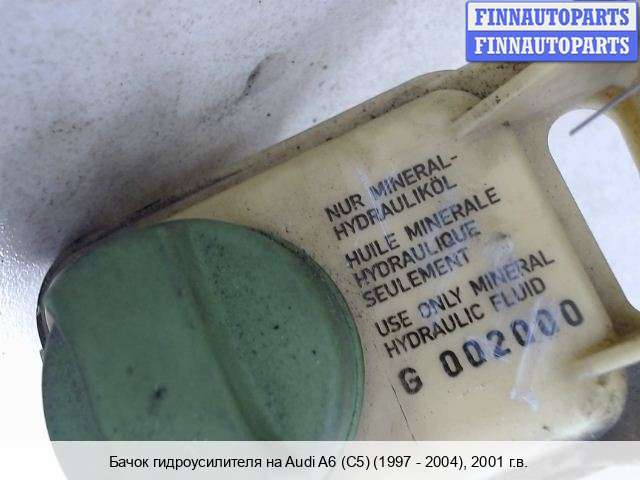 FINNAUTOPARTS
FINNAUTOPARTS
NUR MINERAL-
HYDRAULIKÖL
HUILE MINERALE
HYDRAULIQUE
SEULEMENT
USE ONLY MINERAL
HYDRAULIC FLUID
G 002000
Бачок гидроусилителя на Audi A6 (C5) (1997 - 2004), 2001 г.в.